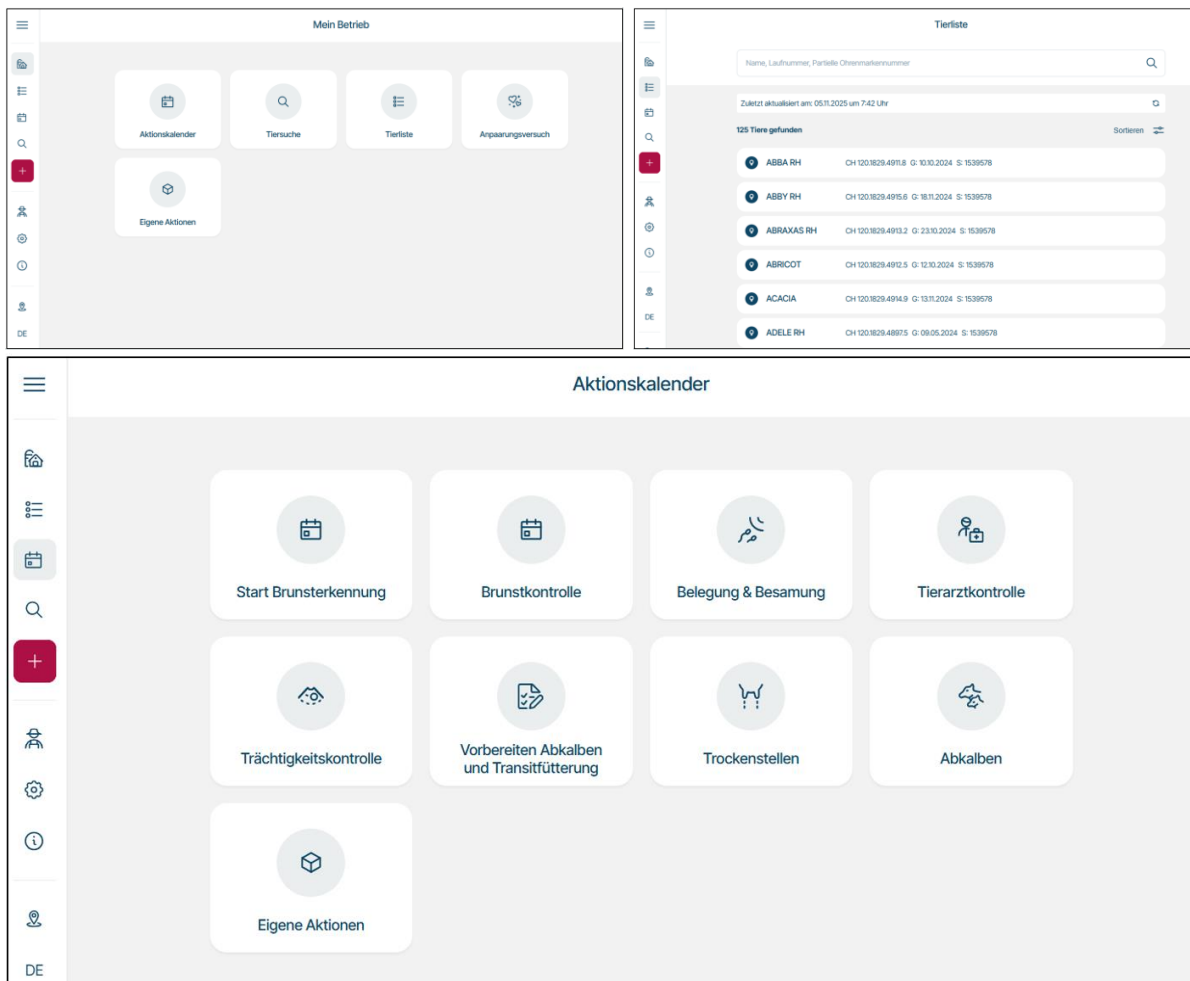 Mein Betrieb
Aktionskalender
Tiersuche
Tierliste
Anpaarungsversuch
Eigene Aktionen
DE
Tierliste
Name, Laufnummer, Partielle Ohrenmarkennummer
Zuletzt aktualisiert am: 05.11.2025 um 7:42 Uhr
125 Tiere gefunden
Sortieren
ABBA RH CH 120.1829.4911.8 G: 10.10.2024 S: 1539578
ABBY RH CH 120.1829.4915.6 G: 18.11.2024 S: 1539578
ABRAXAS RH CH 120.1829.4913.2 G: 23.10.2024 S: 1539578
ABRICOT CH 120.1829.4912.5 G: 12.10.2024 S: 1539578
ACACIA CH 120.1829.4914.9 G: 13.11.2024 S: 1539578
ADELE RH CH 120.1829.4897.5 G: 09.05.2024 S: 1539578
DE
Aktionskalender
Start Brunsterkennung
Brunstkontrolle
Belegung & Besamung
Tierarztkontrolle
Trächtigkeitskontrolle
Vorbereiten Abkalben
und Transitfütterung
Trockenstellen
Abkalben
Eigene Aktionen
DE